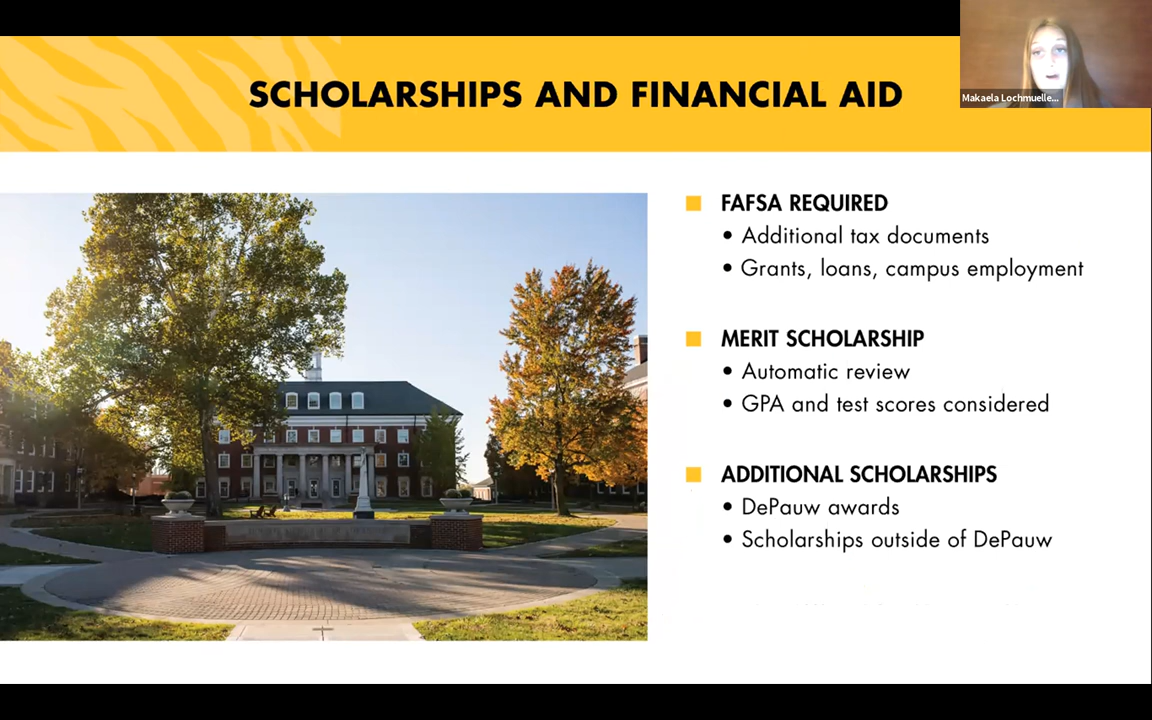 SCHOLARSHIPS AND FINANCIAL AID
Makaela Lochmuelle...
FAFSA REQUIRED
• Additional tax documents
• Grants, loans, campus employment
MERIT SCHOLARSHIP
• Automatic review
• GPA and test scores considered
ADDITIONAL SCHOLARSHIPS
• DePauw awards
• Scholarships outside of DePauw